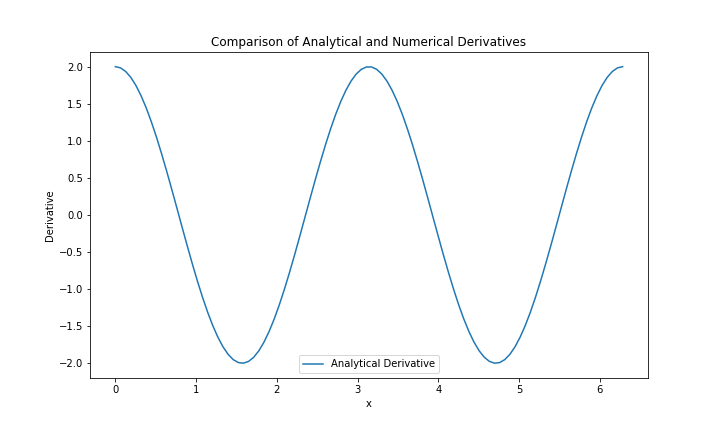 Comparison of Analytical and Numerical Derivatives
2.0
1.5
1.0
0.5
0.0
−0.5
−1.0
−1.5
−2.0
Derivative
Analytical Derivative
0 1 2 3 4 5 6
x